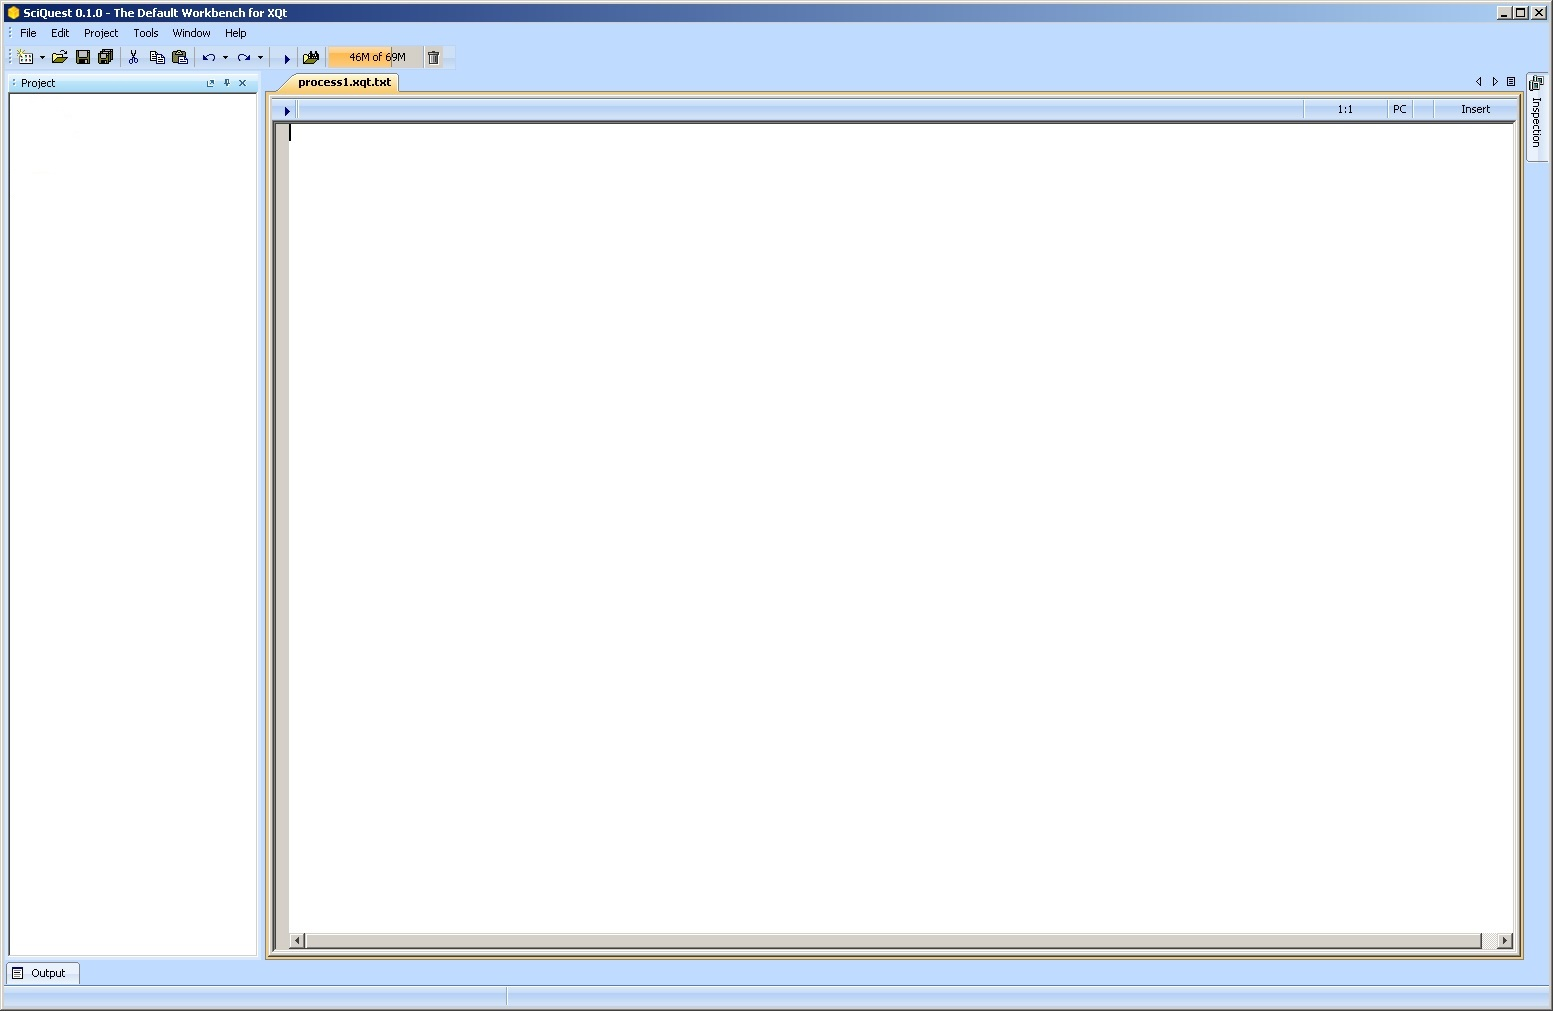 SciQuest 0.1.0 - The Default Workbench for XQt
File Edit Project Tools Window Help
46M of 69M
Project
process1.xqt.txt
1:1 PC Insert
Inspection
Output